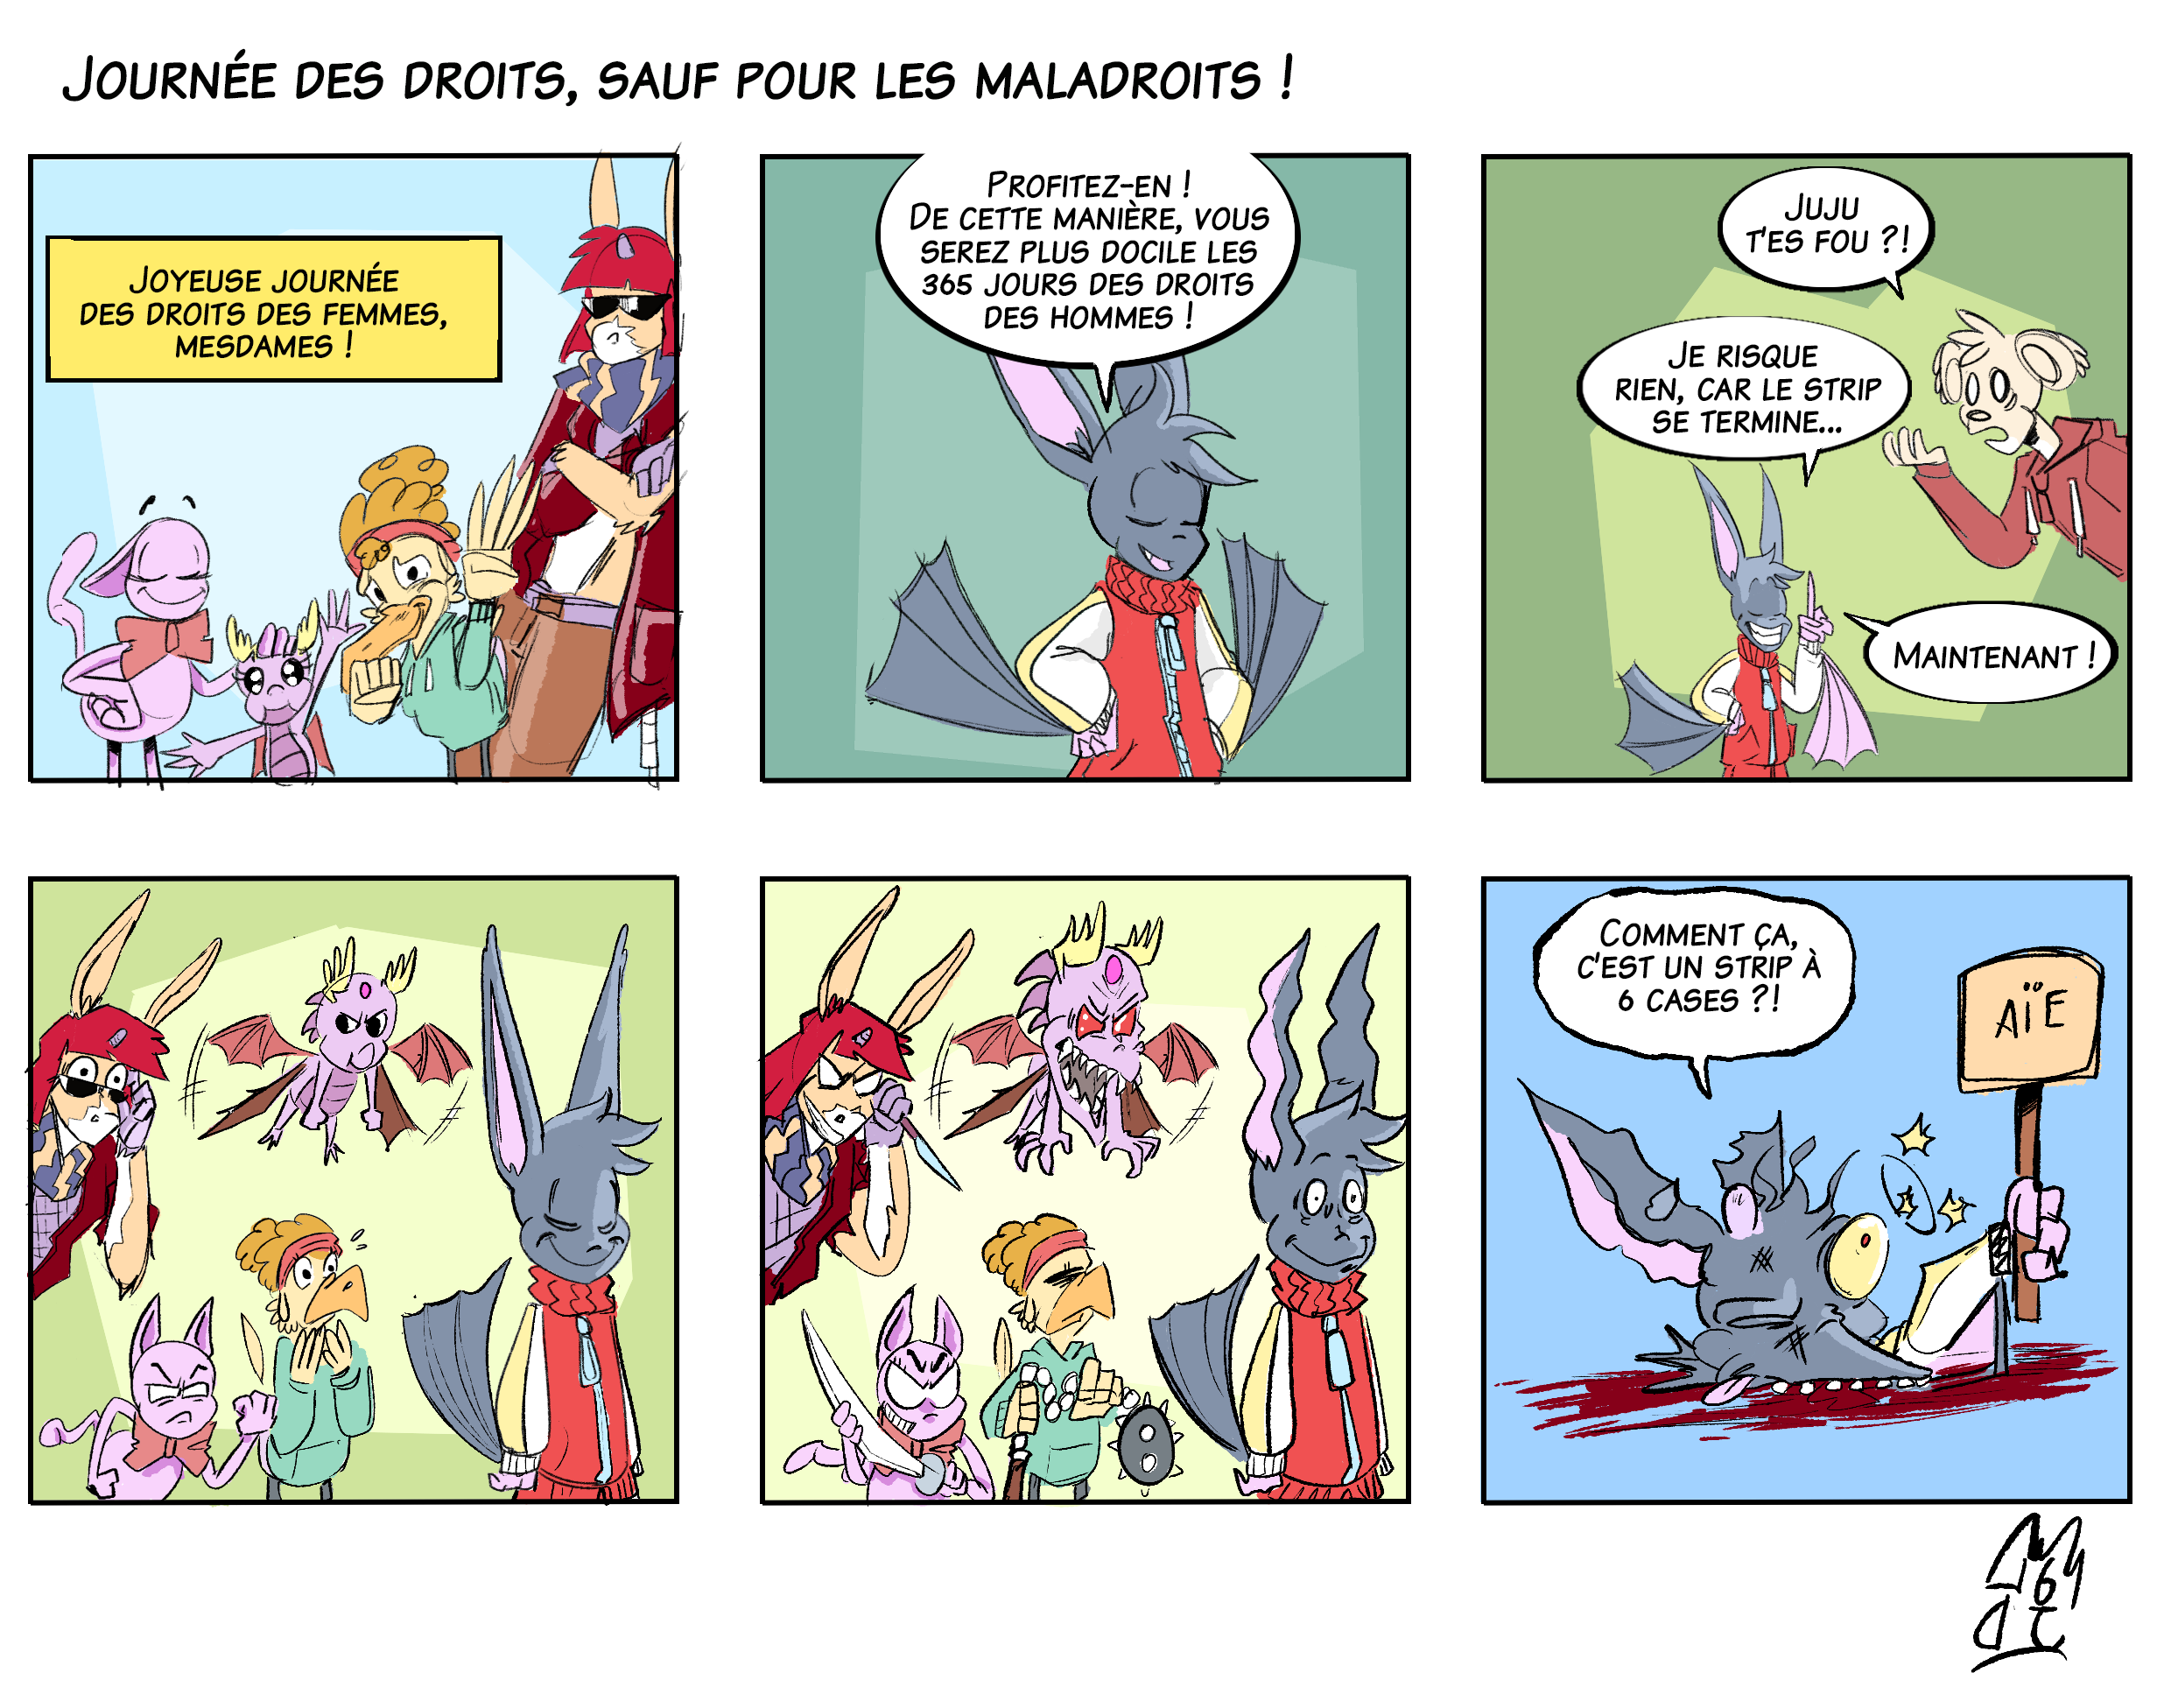 Journée des droits, sauf pour les maladroits !
Joyeuse journée
des droits des femmes,
mesdames !
Profitez-en !
De cette manière, vous
serez plus docile les
365 jours des droits
des hommes !
Juju
t'es fou ?!
Je risque
rien, car le strip
se termine...
Maintenant !
Comment ça,
c'est un strip à
6 cases ?!
AÏE